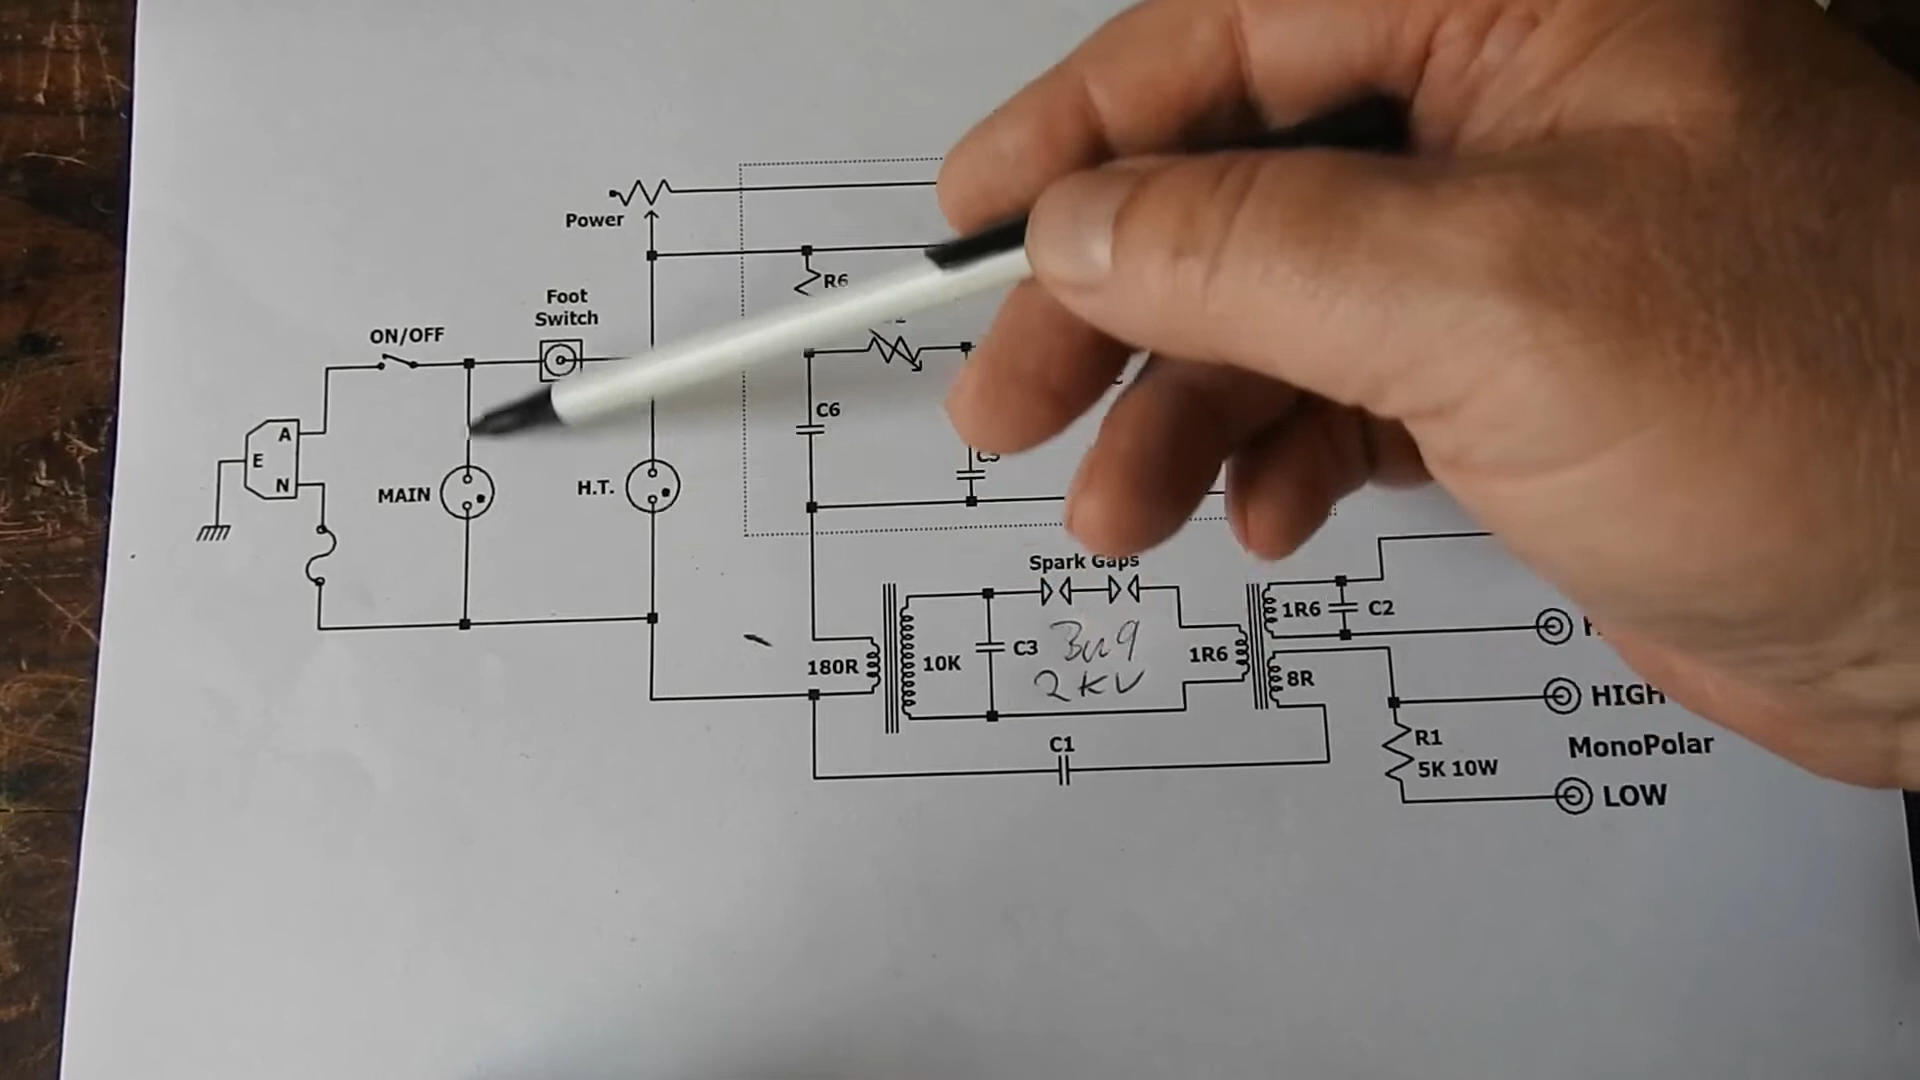 Power
R6
Foot
Switch
ON/OFF
A
E
N
MAIN
H.T.
C6
Spark Gaps
180R
10K
C3
2KV
1R6
1R6
C2
8R
HIGH
R1
5K 10W
MonoPolar
LOW
C1